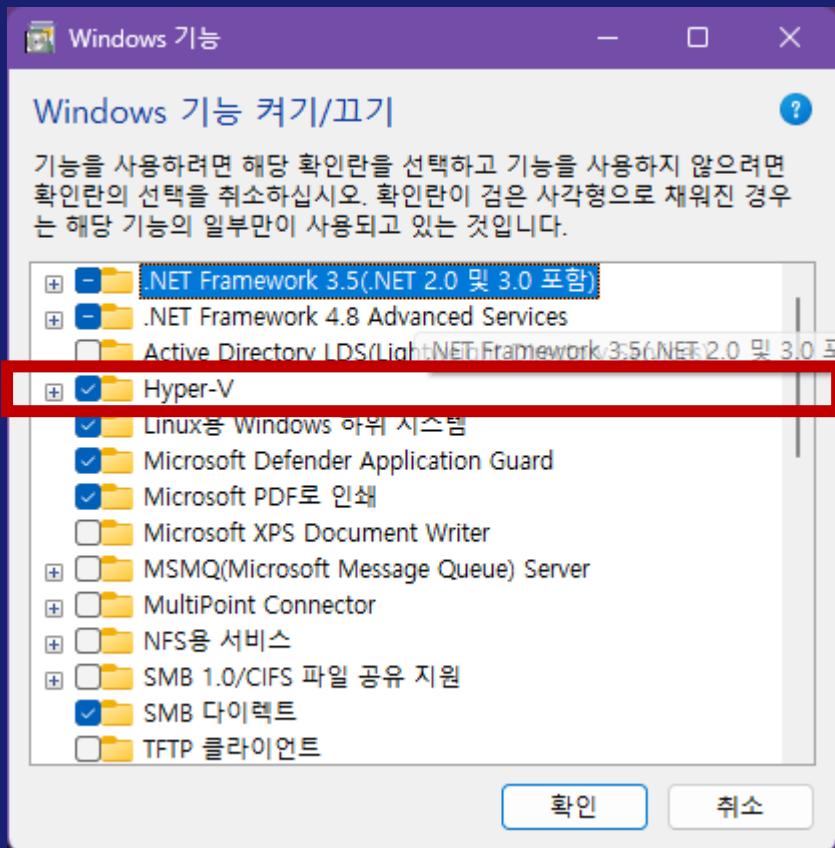 Windows 기능
Windows 기능 켜기/끄기
기능을 사용하려면 해당 확인란을 선택하고 기능을 사용하지 않으려면
확인란의 선택을 취소하십시오. 확인란이 검은 사각형으로 채워진 경우
는 해당 기능의 일부만이 사용되고 있는 것입니다.
.NET Framework 3.5(.NET 2.0 및 3.0 포함)
.NET Framework 4.8 Advanced Services
Active Directory LDS(Ligh
.NET Framework 3.5(.NET 2.0 및 3.0 포
Hyper-V
Linux용 Windows 하위 시스템
Microsoft Defender Application Guard
Microsoft PDF로 인쇄
Microsoft XPS Document Writer
MSMQ(Microsoft Message Queue) Server
MultiPoint Connector
NFS용 서비스
SMB 1.0/CIFS 파일 공유 지원
SMB 다이렉트
TFTP 클라이언트
확인
취소